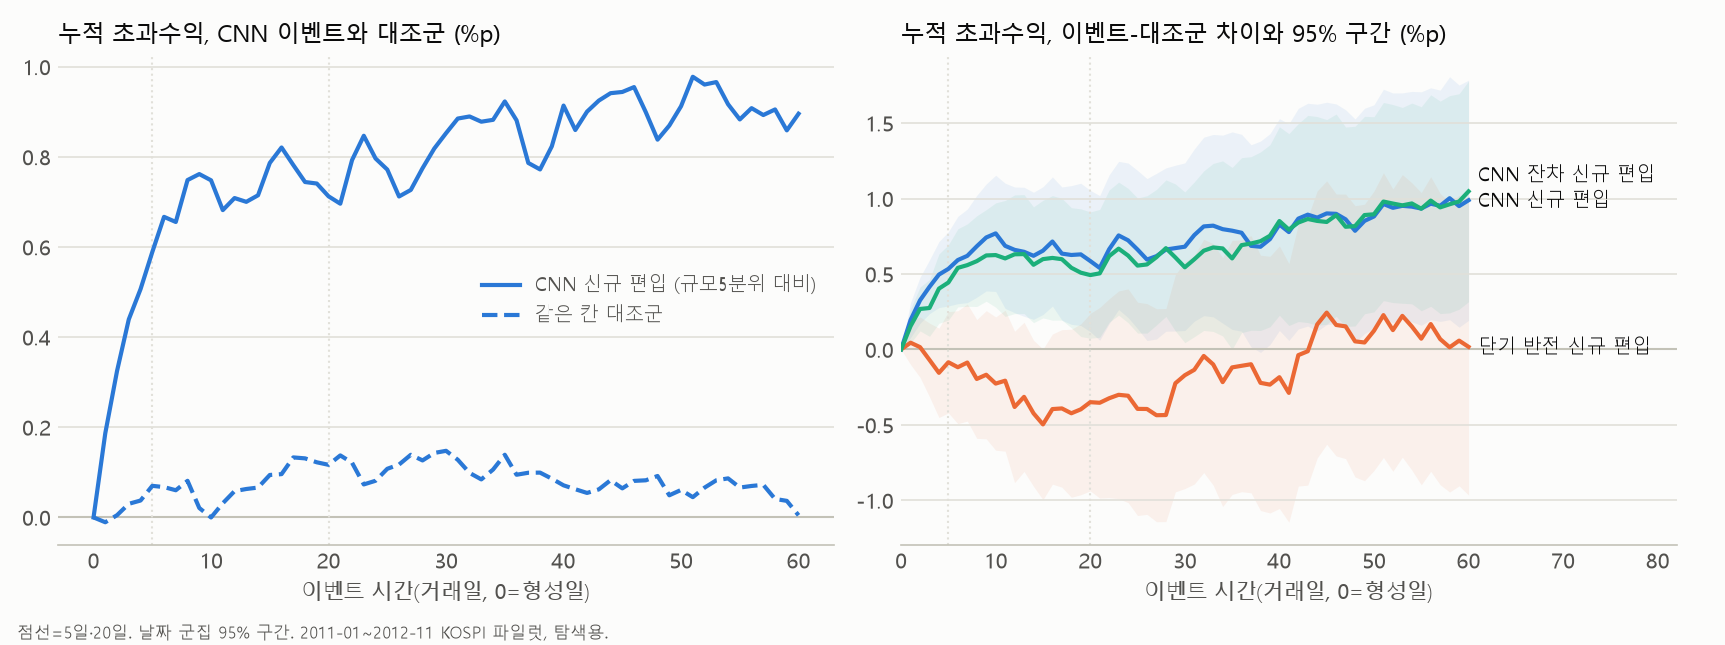 누적 초과수익, CNN 이벤트와 대조군 (%p)
1.0
0.8
0.6
0.4
0.2
0.0
CNN 신규 편입 (규모5분위 대비)
같은 칸 대조군
0 10 20 30 40 50 60
이벤트 시간(거래일, 0=형성일)
누적 초과수익, 이벤트-대조군 차이와 95% 구간 (%p)
1.5
1.0
0.5
0.0
-0.5
-1.0
CNN 잔차 신규 편입
CNN 신규 편입
단기 반전 신규 편입
0 10 20 30 40 50 60 70 80
이벤트 시간(거래일, 0=형성일)
점선=5일·20일. 날짜 군집 95% 구간. 2011-01~2012-11 KOSPI 파일럿, 탐색용.